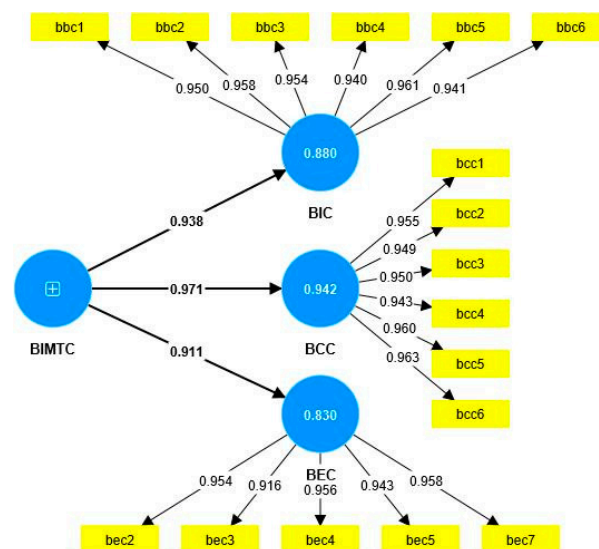 bbc1 bbc2 bbc3 bbc4 bbc5 bbc6
0.950 0.958 0.954 0.940 0.961 0.941
0.880
BIC
bcc1
bcc2
bcc3
bcc4
bcc5
bcc6
0.955
0.949
0.950
0.943
0.960
0.963
0.938
0.971
0.911
0.942
BCC
BIMTC
0.830
BEC
0.954 0.916 0.956 0.943 0.958
bec2 bec3 bec4 bec5 bec7